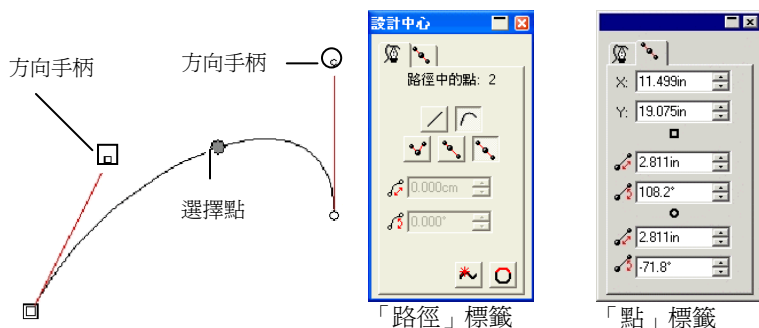 方向手柄
方向手柄
選擇點
設計中心
路徑中的點: 2
0.000cm
0.000°
「路徑」標籤
X: 11.499in
Y: 19.075in
2.811in
108.2°
2.811in
-71.8°
「點」標籤